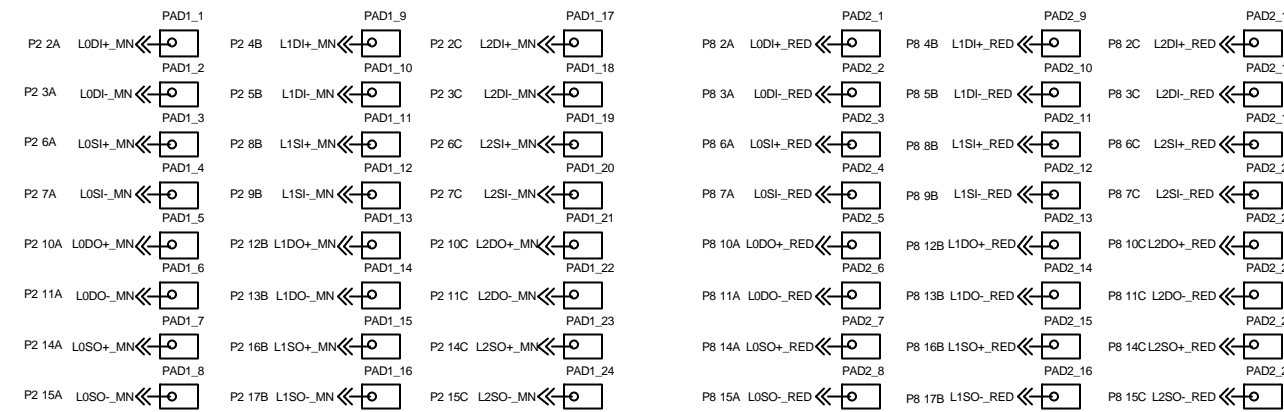 PAD1_1 PAD1_9 PAD1_17 PAD2_1 PAD2_9
P2 2A L0DI+_MN P2 4B L1DI+_MN P2 2C L2DI+_MN P8 2A L0DI+_RED P8 4B L1DI+_RED P8 2C L2DI+_RED
PAD1_2 PAD1_10 PAD1_18 PAD2_2 PAD2_10
P2 3A L0DI-_MN P2 5B L1DI-_MN P2 3C L2DI-_MN P8 3A L0DI-_RED P8 5B L1DI-_RED P8 3C L2DI-_RED
PAD1_3 PAD1_11 PAD1_19 PAD2_3 PAD2_11
P2 6A L0SI+_MN P2 8B L1SI+_MN P2 6C L2SI+_MN P8 6A L0SI+_RED P8 8B L1SI+_RED P8 6C L2SI+_RED
PAD1_4 PAD1_12 PAD1_20 PAD2_4 PAD2_12
P2 7A L0SI-_MN P2 9B L1SI-_MN P2 7C L2SI-_MN P8 7A L0SI-_RED P8 9B L1SI-_RED P8 7C L2SI-_RED
PAD1_5 PAD1_13 PAD1_21 PAD2_5 PAD2_13
P2 10A L0DO+_MN P2 12B L1DO+_MN P2 10C L2DO+_MN P8 10A L0DO+_RED P8 12B L1DO+_RED P8 10C L2DO+_RED
PAD1_6 PAD1_14 PAD1_22 PAD2_6 PAD2_14
P2 11A L0DO-_MN P2 13B L1DO-_MN P2 11C L2DO-_MN P8 11A L0DO-_RED P8 13B L1DO-_RED P8 11C L2DO-_RED
PAD1_7 PAD1_15 PAD1_23 PAD2_7 PAD2_15
P2 14A L0SO+_MN P2 16B L1SO+_MN P2 14C L2SO+_MN P8 14A L0SO+_RED P8 16B L1SO+_RED P8 14C L2SO+_RED
PAD1_8 PAD1_16 PAD1_24 PAD2_8 PAD2_16
P2 15A L0SO-_MN P2 17B L1SO-_MN P2 15C L2SO-_MN P8 15A L0SO-_RED P8 17B L1SO-_RED P8 15C L2SO-_RED